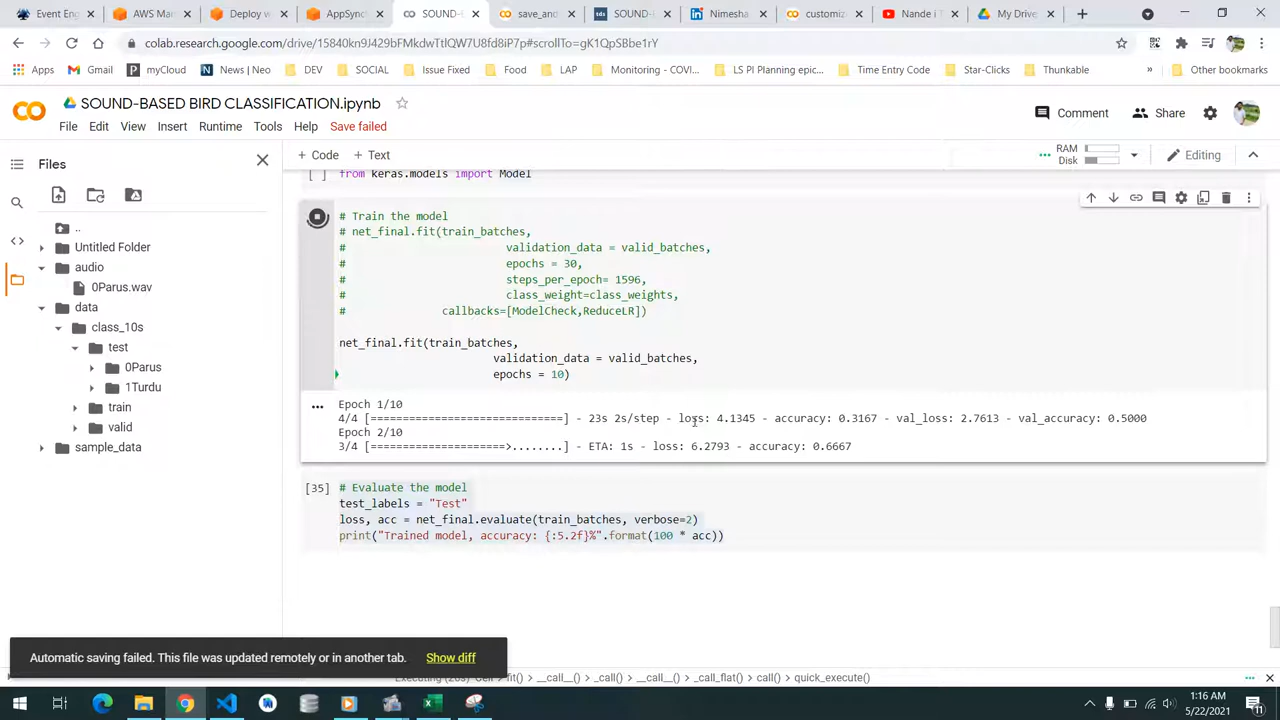 Event Eng
AWS Man
Deploy w
AppSync
SOUND-B
save_and
tds
SOUND-B
Nimesha
customiz
Nande i T
My Drive
colab.research.google.com/drive/15840kn9J429bFMkdwTtlQW7U8fd8iP7p#scrollTo=gK1QpSBbe1rY
Apps
Gmail
myCloud
News | Neo
DEV
SOCIAL
Issue Fixed
Food
LAP
Monitoring - COVI...
LS PI Planning epic...
Time Entry Code
Star-Clicks
Thunkable
»
Other bookmarks
SOUND-BASED BIRD CLASSIFICATION.ipynb
Comment
Share
File Edit View Insert Runtime Tools Help Save failed
Files
+ Code + Text
RAM
Disk
Editing
[ ] from keras.models import Model
..
Untitled Folder
audio
0Parus.wav
data
class_10s
test
0Parus
1Turdu
train
valid
sample_data
# Train the model
# net_final.fit(train_batches,
# validation_data = valid_batches,
# epochs = 30,
# steps_per_epoch= 1596,
# class_weight=class_weights,
# callbacks=[ModelCheck,ReduceLR])
net_final.fit(train_batches,
validation_data = valid_batches,
epochs = 10)
Epoch 1/10
4/4 [==============================] - 23s 2s/step - loss: 4.1345 - accuracy: 0.3167 - val_loss: 2.7613 - val_accuracy: 0.5000
Epoch 2/10
3/4 [=====================>........] - ETA: 1s - loss: 6.2793 - accuracy: 0.6667
[35] # Evaluate the model
test_labels = "Test"
loss, acc = net_final.evaluate(train_batches, verbose=2)
print("Trained model, accuracy: {:5.2f}%".format(100 * acc))
Automatic saving failed. This file was updated remotely or in another tab. Show diff
fit() > __call__() > _call() > __call__() > _call_flat() > call() > quick_execute()
1:16 AM
5/22/2021